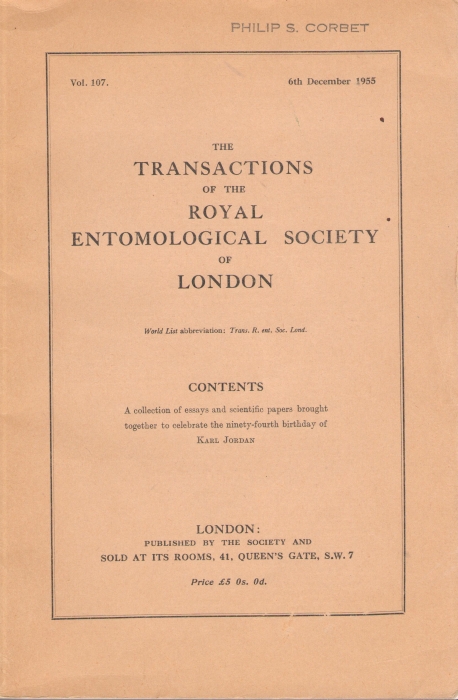 PHILIP S. CORBET
Vol. 107. 6th December 1955
THE
TRANSACTIONS
OF THE
ROYAL
ENTOMOLOGICAL SOCIETY
OF
LONDON
World List abbreviation: Trans. R. ent. Soc. Lond.
CONTENTS
A collection of essays and scientific papers brought
together to celebrate the ninety-fourth birthday of
KARL JORDAN
LONDON:
PUBLISHED BY THE SOCIETY AND
SOLD AT ITS ROOMS, 41, QUEEN'S GATE, S.W. 7
Price £5 0s. 0d.